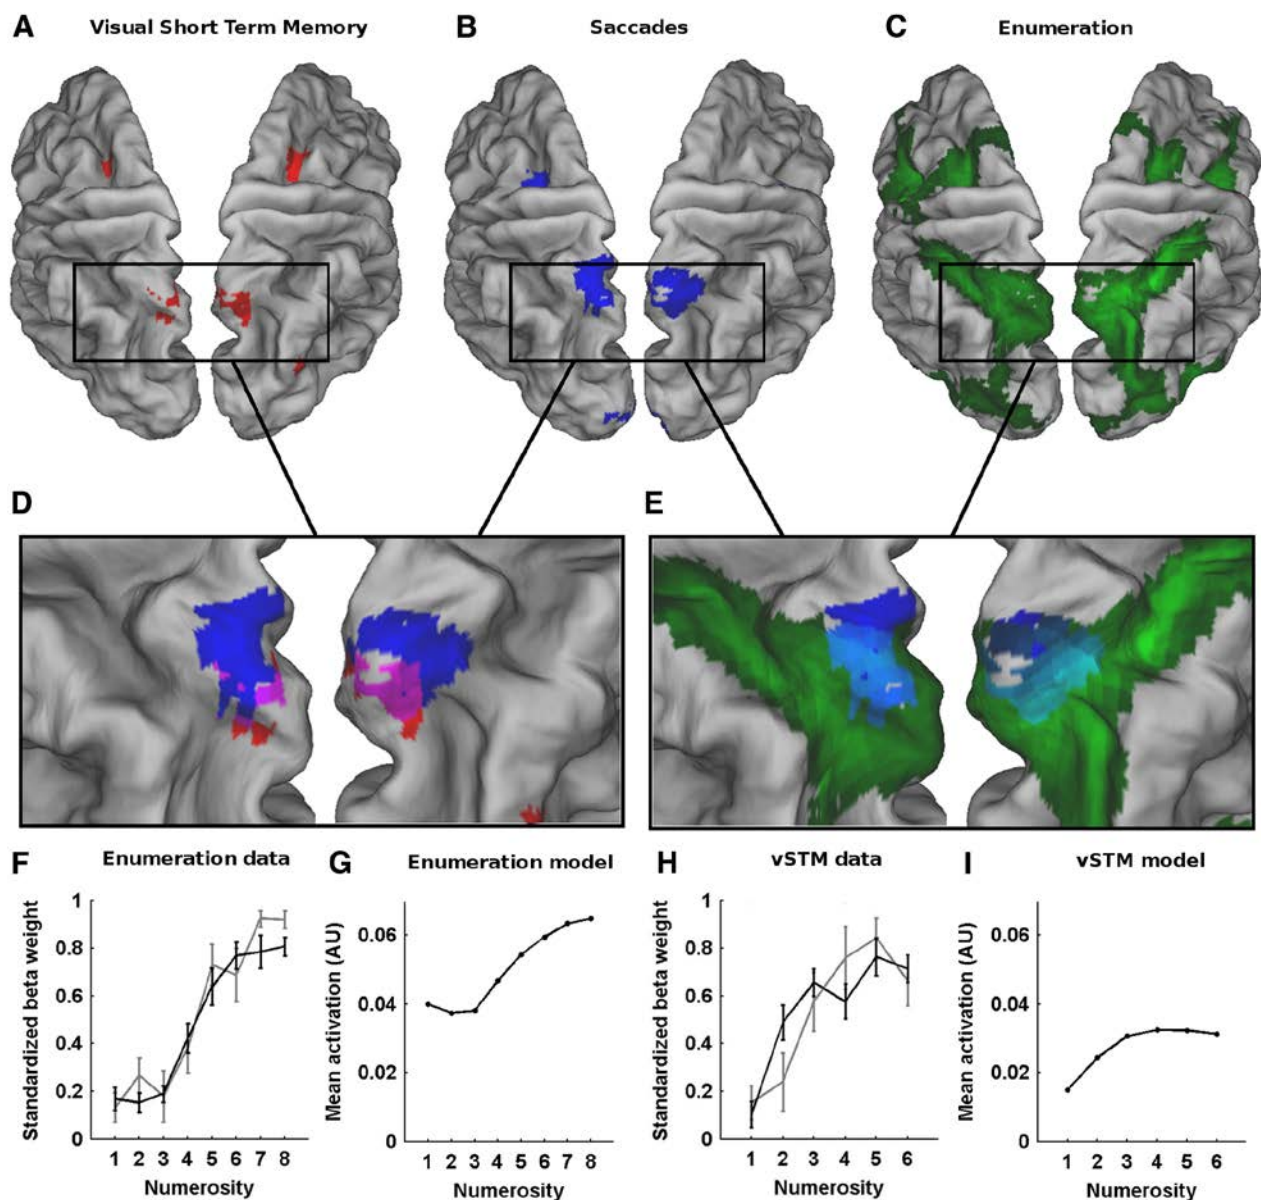 A Visual Short Term Memory
B Saccades
C Enumeration
D
E
F Enumeration data
Standardized beta weight
1
0.8
0.6
0.4
0.2
0
1 2 3 4 5 6 7 8
Numerosity
G Enumeration model
Mean activation (AU)
0.06
0.04
0.02
0
1 2 3 4 5 6 7 8
Numerosity
H vSTM data
Standardized beta weight
1
0.8
0.6
0.4
0.2
0
1 2 3 4 5 6
Numerosity
I vSTM model
Mean activation (AU)
0.06
0.04
0.02
0
1 2 3 4 5 6
Numerosity